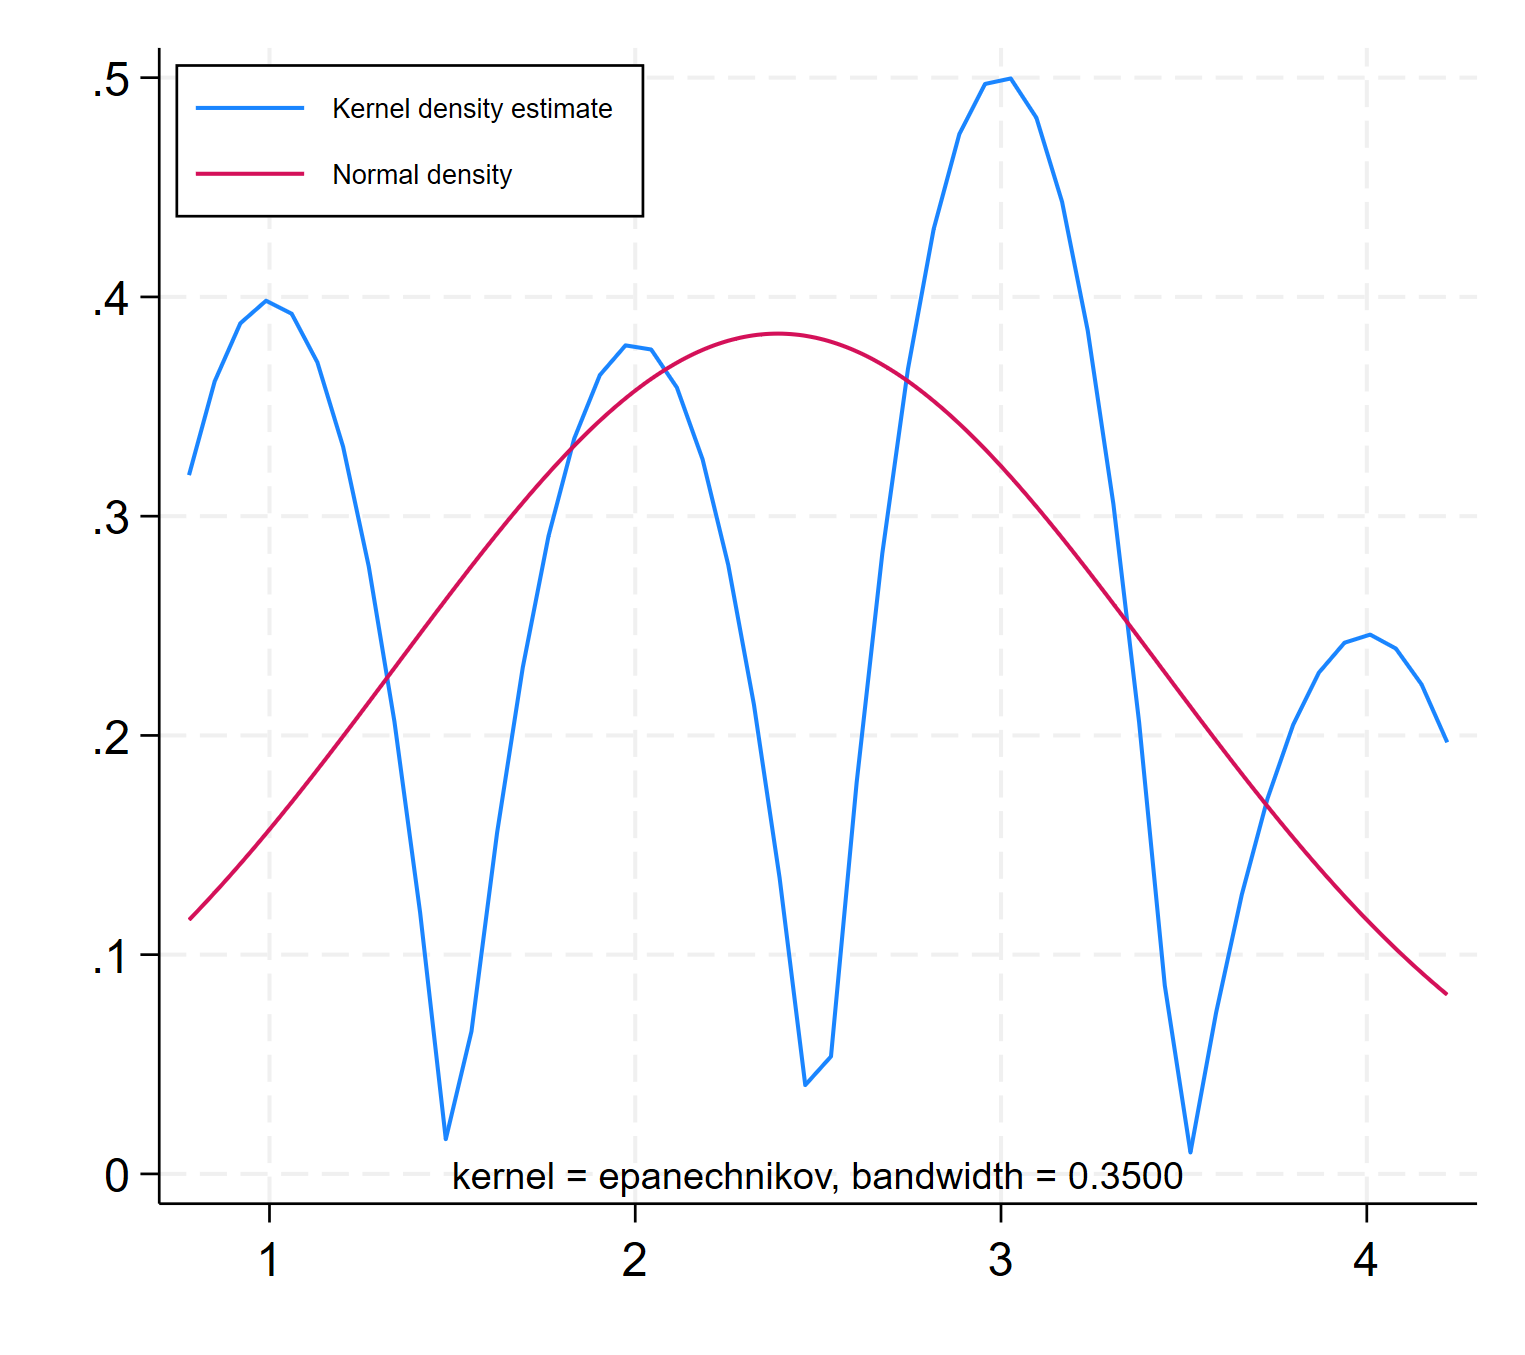 .5
.4
.3
.2
.1
0
Kernel density estimate
Normal density
kernel = epanechnikov, bandwidth = 0.3500
1 2 3 4